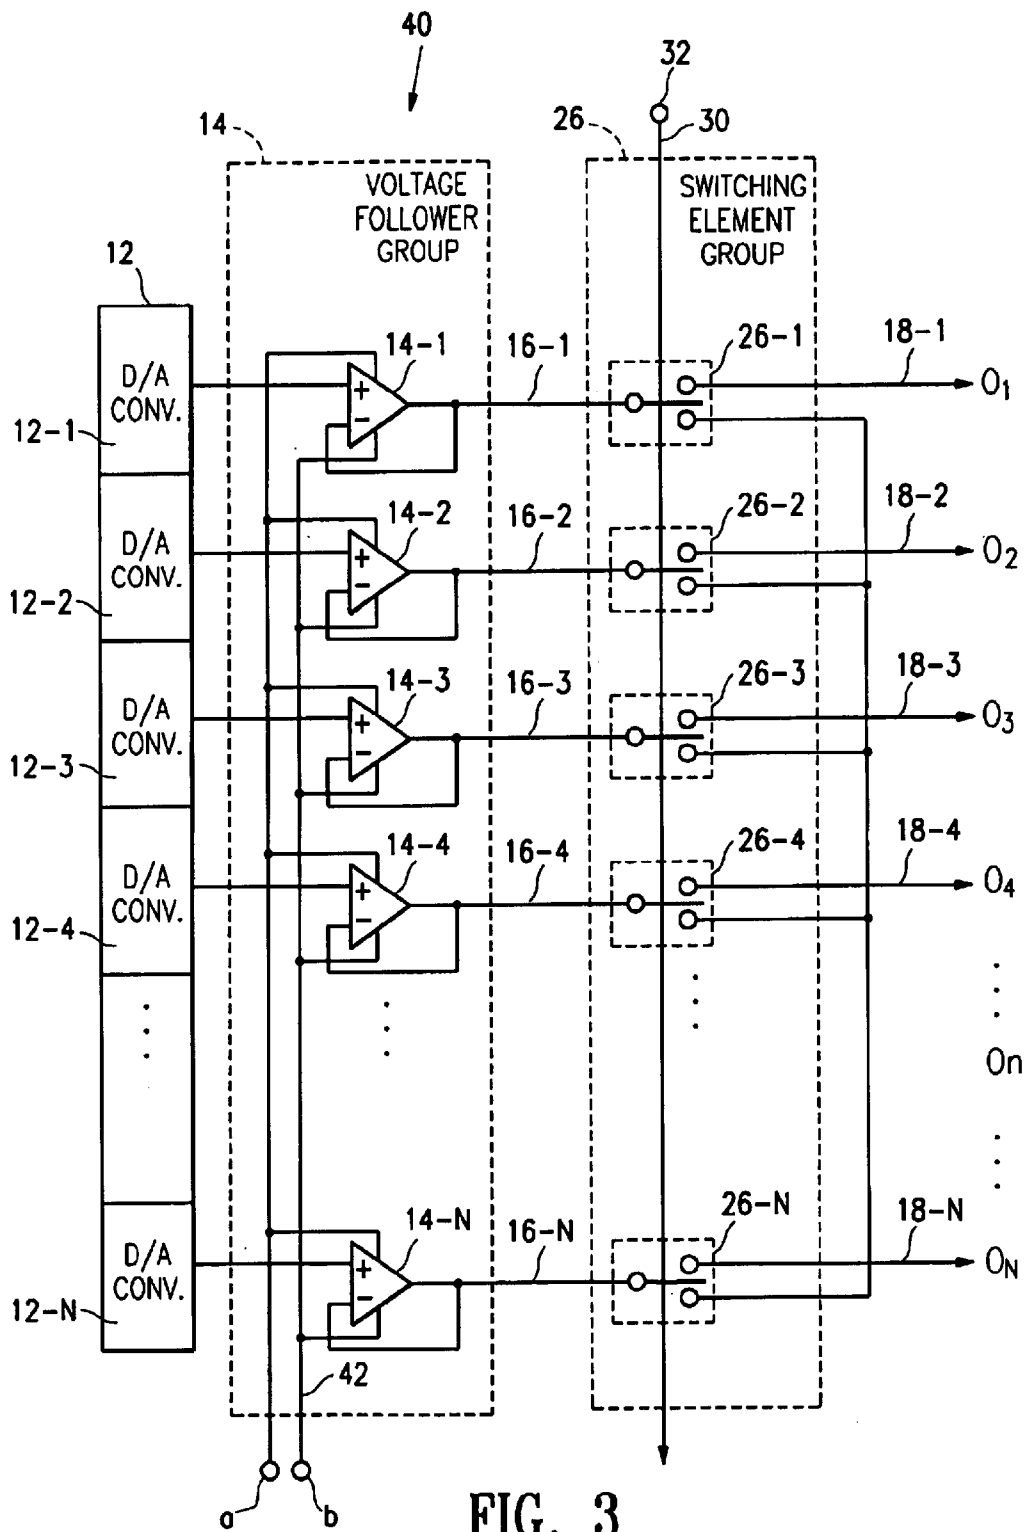 40
32
14
26
30
VOLTAGE
FOLLOWER
GROUP
SWITCHING
ELEMENT
GROUP
12
D/A
CONV.
12-1
+
−
14-1
16-1
26-1
18-1
O1
D/A
CONV.
12-2
+
−
14-2
16-2
26-2
18-2
O2
D/A
CONV.
12-3
+
−
14-3
16-3
26-3
18-3
O3
D/A
CONV.
12-4
+
−
14-4
16-4
26-4
18-4
O4
On
D/A
CONV.
12-N
+
−
14-N
16-N
26-N
18-N
ON
42
a
b
FIG. 3